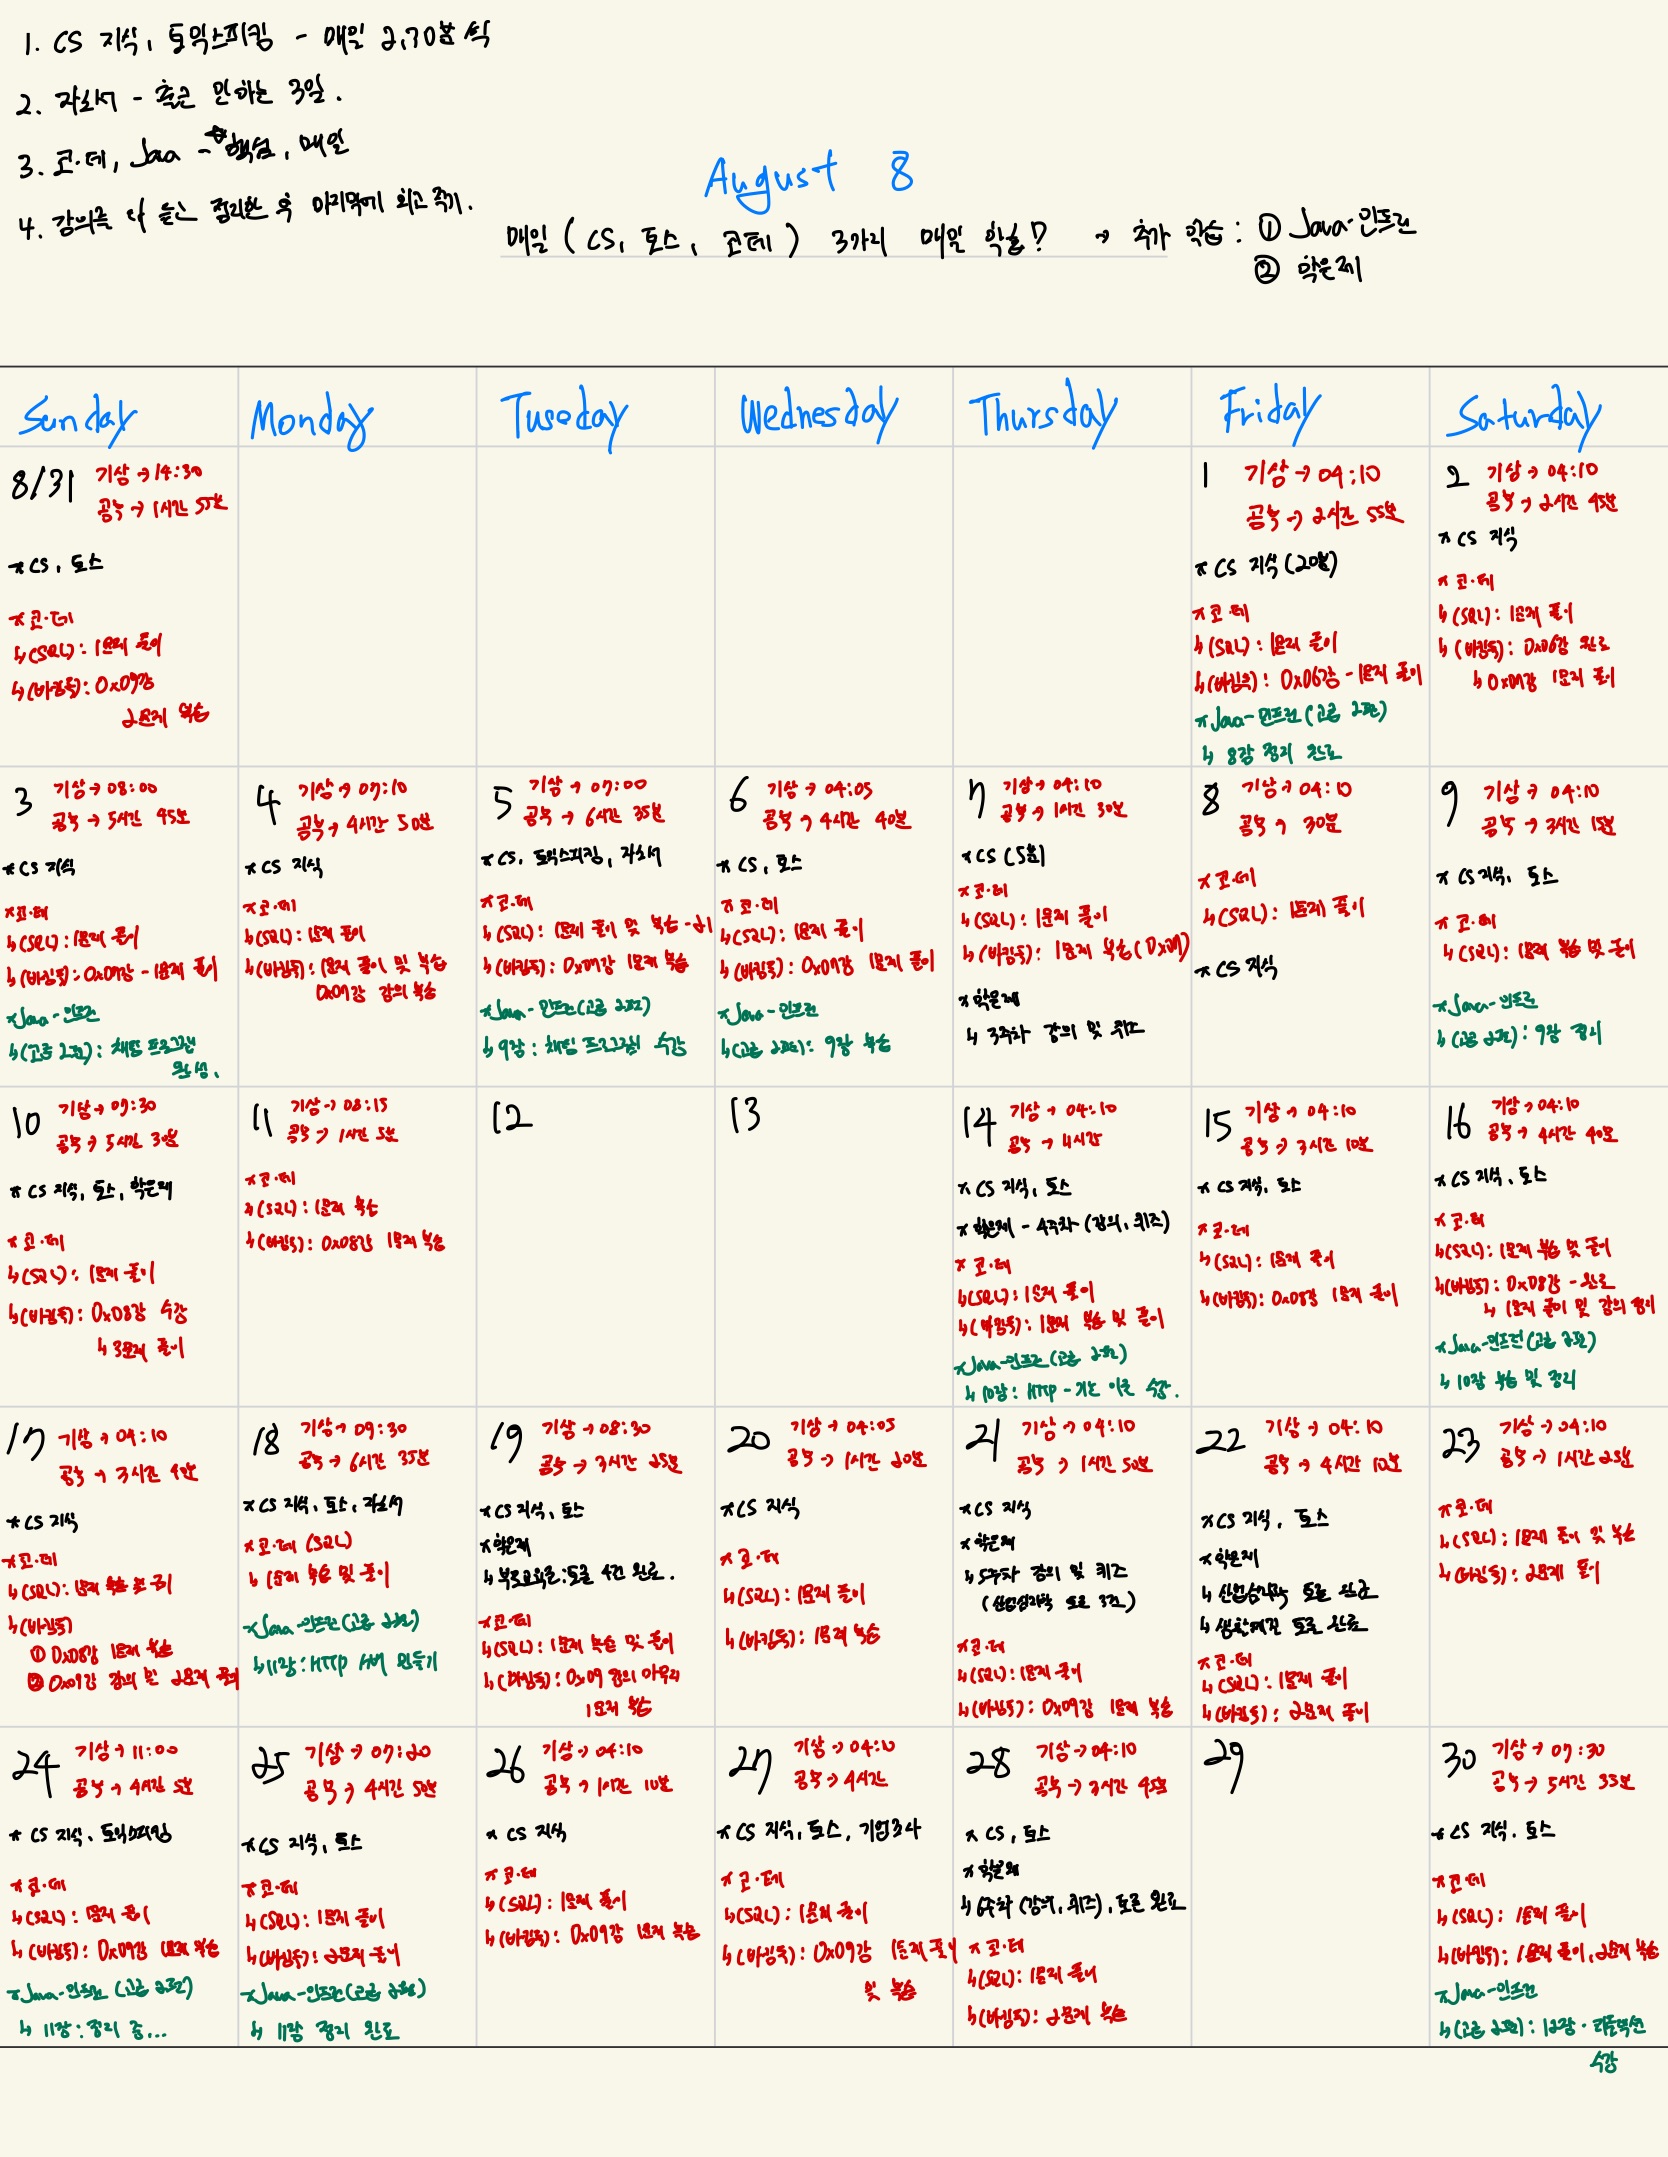 1. CS 지식, 토익스피킹 - 매일 2,30분 씩
2. 자소서 - 출근 안하는 3일.
3. 코·테, Java - 핵심, 매일
4. 강의를 다 듣고 정리한 후 마지막에 회고 적기.
August 8
매일 ( CS, 토스, 코테 ) 3가지 매일 학습? → 추가 학습 : ① Java-인프런
② 학은제
Sunday Monday Tuseday Wednesday Thursday Friday Saturday
8/31 기상 → 14:30
공부 → 1시간 55분
* CS, 토스
* 코·테
↳ (SQL) : 1문제 풀이
↳ (바킹독) : 0x09강
2문제 복습
1 기상 → 04:10
공부 → 2시간 55분
* CS 지식 (20분)
* 코·테
↳ (SQL) : 1문제 풀이
↳ (바킹독) : 0x06강 - 1문제 풀이
* Java-인프런 (고급 2편)
↳ 8강 정리 완료
2 기상 → 04:10
공부 → 2시간 45분
* CS 지식
* 코·테
↳ (SQL) : 1문제 풀이
↳ (바킹독) : 0x06강 완료
↳ 0x07강 1문제 풀이
3 기상 → 08:00
공부 → 5시간 45분
* CS 지식
* 코·테
↳ (SQL) : 1문제 풀이
↳ (바킹독) : 0x07강 - 1문제 풀이
* Java-인프런
↳ (고급 2편) : 채팅 프로그램
완성.
4 기상 → 07:10
공부 → 4시간 50분
* CS 지식
* 코·테
↳ (SQL) : 1문제 풀이
↳ (바킹독) : 1문제 풀이 및 복습
0x07강 강의 복습
5 기상 → 07:00
공부 → 6시간 35분
* CS, 토익스피킹, 자소서
* 코·테
↳ (SQL) : 1문제 풀이 및 복습
↳ (바킹독) : 0x07강 1문제 복습
* Java-인프런 (고급 2편)
↳ 9강 : 채팅 프로그램 수강
6 기상 → 04:05
공부 → 4시간 40분
* CS, 토스
* 코·테
↳ (SQL) : 1문제 풀이
↳ (바킹독) : 0x07강 1문제 풀이
* Java-인프런
↳ (고급 2편) : 9강 복습
7 기상 → 04:10
공부 → 1시간 30분
* CS (5분)
* 코·테
↳ (SQL) : 1문제 풀이
↳ (바킹독) : 1문제 복습 (0x07)
* 학은제
↳ 3주차 강의 및 퀴즈
8 기상 → 04:10
공부 → 30분
* 코·테
↳ (SQL) : 1문제 풀이
* CS 지식
9 기상 → 04:10
공부 → 3시간 15분
* CS 지식, 토스
* 코·테
↳ (SQL) : 1문제 복습 및 풀이
* Java-인프런
↳ (고급 2편) : 9강 정리
10 기상 → 07:30
공부 → 5시간 30분
* CS 지식, 토스, 학은제
* 코·테
↳ (SQL) : 1문제 풀이
↳ (바킹독) : 0x08강 수강
↳ 3문제 풀이
11 기상 → 08:15
공부 → 1시간 5분
* 코·테
↳ (SQL) : 1문제 복습
↳ (바킹독) : 0x08강 1문제 복습
12
13
14 기상 → 04:10
공부 → 4시간
* CS 지식, 토스
* 학은제 - 4주차 (강의, 퀴즈)
* 코·테
↳ (SQL) : 1문제 풀이
↳ (바킹독) : 1문제 복습 및 풀이
* Java-인프런 (고급 2편)
↳ 10강 : HTTP - 기본 이론 수강.
15 기상 → 04:10
공부 → 3시간 10분
* CS 지식, 토스
* 코·테
↳ (SQL) : 1문제 풀이
↳ (바킹독) : 0x08강 1문제 풀이
16 기상 → 04:10
공부 → 4시간 40분
* CS 지식, 토스
* 코·테
↳ (SQL) : 1문제 복습 및 풀이
↳ (바킹독) : 0x08강 - 완료
↳ 1문제 풀이 및 강의 정리
* Java-인프런 (고급 2편)
↳ 10강 복습 및 정리
17 기상 → 04:10
공부 → 3시간 4분
* CS 지식
* 코·테
↳ (SQL) : 1문제 복습 및 풀이
↳ (바킹독)
① 0x08강 1문제 복습
② 0x09강 강의 및 2문제 풀이
18 기상 → 09:30
공부 → 6시간 35분
* CS 지식, 토스, 자소서
* 코·테 (SQL)
↳ 1문제 복습 및 풀이
* Java-인프런 (고급 2편)
↳ 11강 : HTTP 서버 만들기
19 기상 → 08:30
공부 → 3시간 25분
* CS 지식, 토스
* 학은제
↳ 부모교육론 : 토론 4건 완료.
* 코·테
↳ (SQL) : 1문제 복습 및 풀이
↳ (바킹독) : 0x09 강의 마무리
1문제 복습
20 기상 → 04:05
공부 → 1시간 20분
* CS 지식
* 코·테
↳ (SQL) : 1문제 풀이
↳ (바킹독) : 1문제 복습
21 기상 → 04:10
공부 → 1시간 50분
* CS 지식
* 학은제
↳ 5주차 강의 및 퀴즈
(산업심리학 토론 3건)
* 코·테
↳ (SQL) : 1문제 풀이
↳ (바킹독) : 0x09강 1문제 복습
22 기상 → 04:10
공부 → 4시간 10분
* CS 지식, 토스
* 학은제
↳ 산업심리학 토론 완료
↳ 생활예절 토론 완료
* 코·테
↳ (SQL) : 1문제 풀이
↳ (바킹독) : 2문제 풀이
23 기상 → 04:10
공부 → 1시간 25분
* 코·테
↳ (SQL) : 1문제 풀이 및 복습
↳ (바킹독) : 2문제 풀이
24 기상 → 11:00
공부 → 4시간 5분
* CS 지식, 토익스피킹
* 코·테
↳ (SQL) : 1문제 풀이
↳ (바킹독) : 0x09강 1문제 복습
* Java-인프런 (고급 2편)
↳ 11강 : 정리 중...
25 기상 → 07:20
공부 → 4시간 50분
* CS 지식, 토스
* 코·테
↳ (SQL) : 1문제 풀이
↳ (바킹독) : 2문제 풀이
* Java-인프런 (고급 2편)
↳ 11강 정리 완료
26 기상 → 04:10
공부 → 1시간 10분
* CS 지식
* 코·테
↳ (SQL) : 1문제 풀이
↳ (바킹독) : 0x09강 1문제 복습
27 기상 → 04:10
공부 → 4시간
* CS 지식, 토스, 기업조사
* 코·테
↳ (SQL) : 1문제 풀이
↳ (바킹독) : 0x09강 1문제 풀이
및 복습
28 기상 → 04:10
공부 → 3시간 45분
* CS, 토스
* 학은제
↳ 6주차 (강의, 퀴즈), 토론 완료
* 코·테
↳ (SQL) : 1문제 풀이
↳ (바킹독) : 2문제 복습
29
30 기상 → 07:30
공부 → 5시간 33분
* CS 지식, 토스
* 코·테
↳ (SQL) : 1문제 풀이
↳ (바킹독) : 1문제 풀이, 2문제 복습
* Java-인프런
↳ (고급 2편) : 12강 · 리플렉션
수강